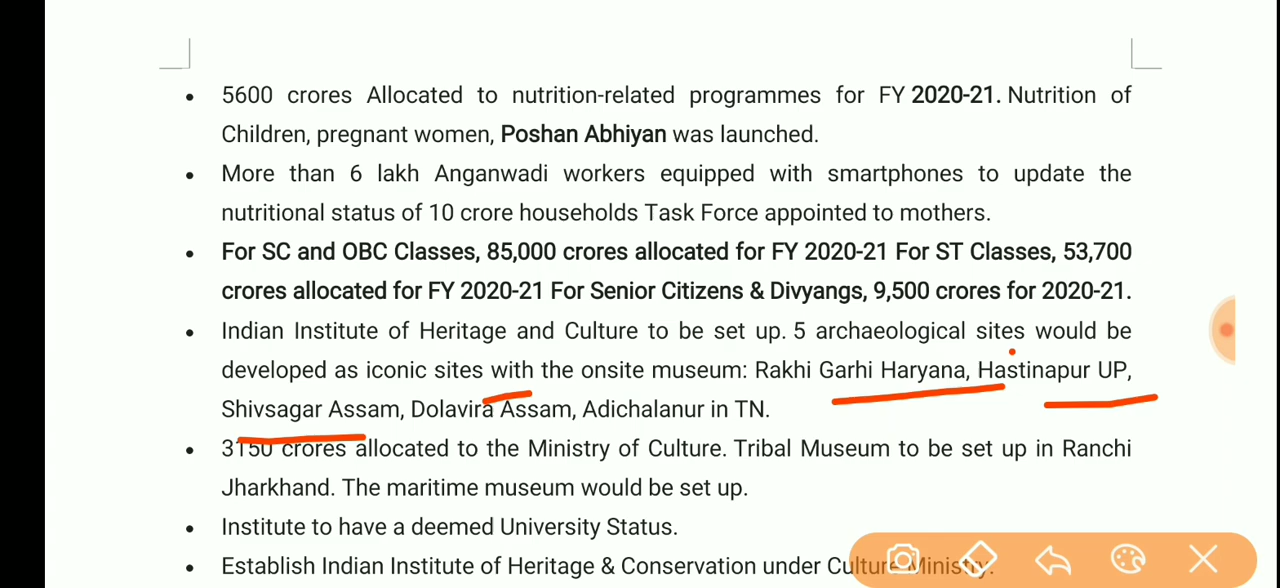 • 5600 crores Allocated to nutrition-related programmes for FY 2020-21. Nutrition of
Children, pregnant women, Poshan Abhiyan was launched.
• More than 6 lakh Anganwadi workers equipped with smartphones to update the
nutritional status of 10 crore households Task Force appointed to mothers.
• For SC and OBC Classes, 85,000 crores allocated for FY 2020-21 For ST Classes, 53,700
crores allocated for FY 2020-21 For Senior Citizens & Divyangs, 9,500 crores for 2020-21.
• Indian Institute of Heritage and Culture to be set up. 5 archaeological sites would be
developed as iconic sites with the onsite museum: Rakhi Garhi Haryana, Hastinapur UP,
Shivsagar Assam, Dolavira Assam, Adichalanur in TN.
• 3150 crores allocated to the Ministry of Culture. Tribal Museum to be set up in Ranchi
Jharkhand. The maritime museum would be set up.
• Institute to have a deemed University Status.
• Establish Indian Institute of Heritage & Conservation under Culture Ministry.